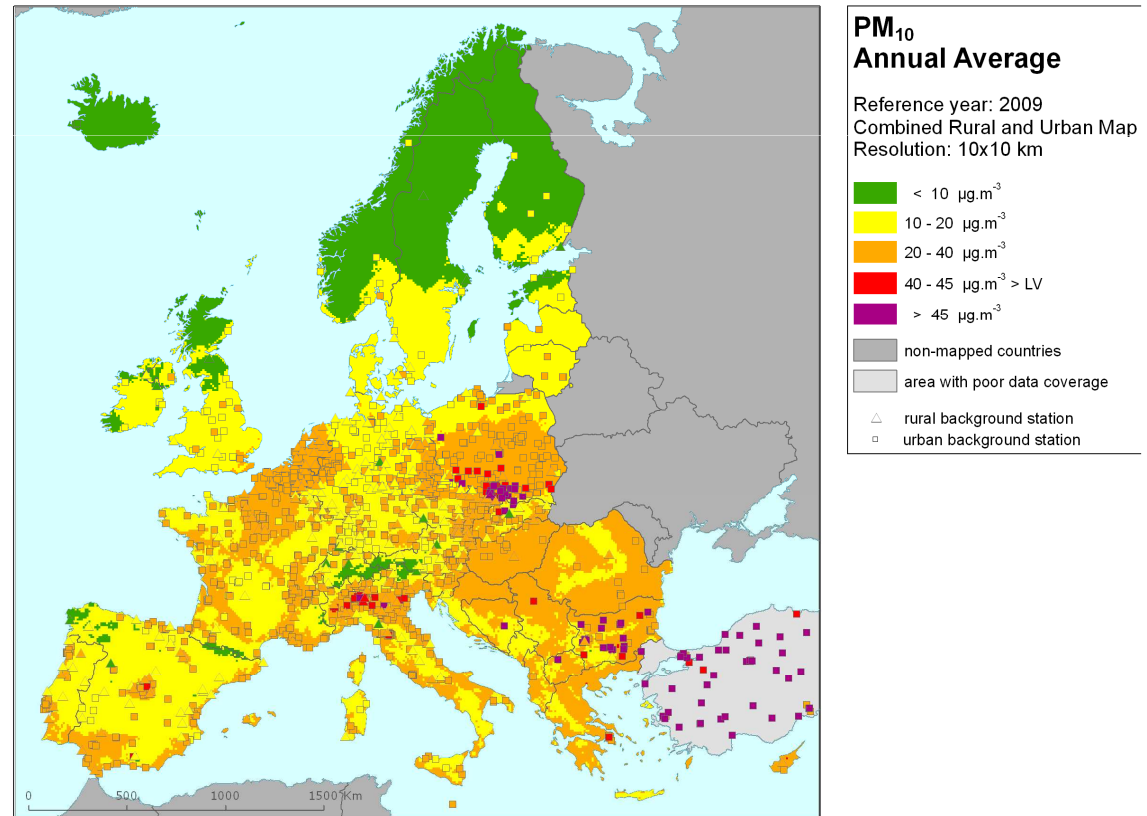 PM₁₀
Annual Average
Reference year: 2009
Combined Rural and Urban Map
Resolution: 10x10 km
< 10 µg.m⁻³
10 - 20 µg.m⁻³
20 - 40 µg.m⁻³
40 - 45 µg.m⁻³ > LV
> 45 µg.m⁻³
non-mapped countries
area with poor data coverage
rural background station
urban background station
0 500 1000 1500 Km